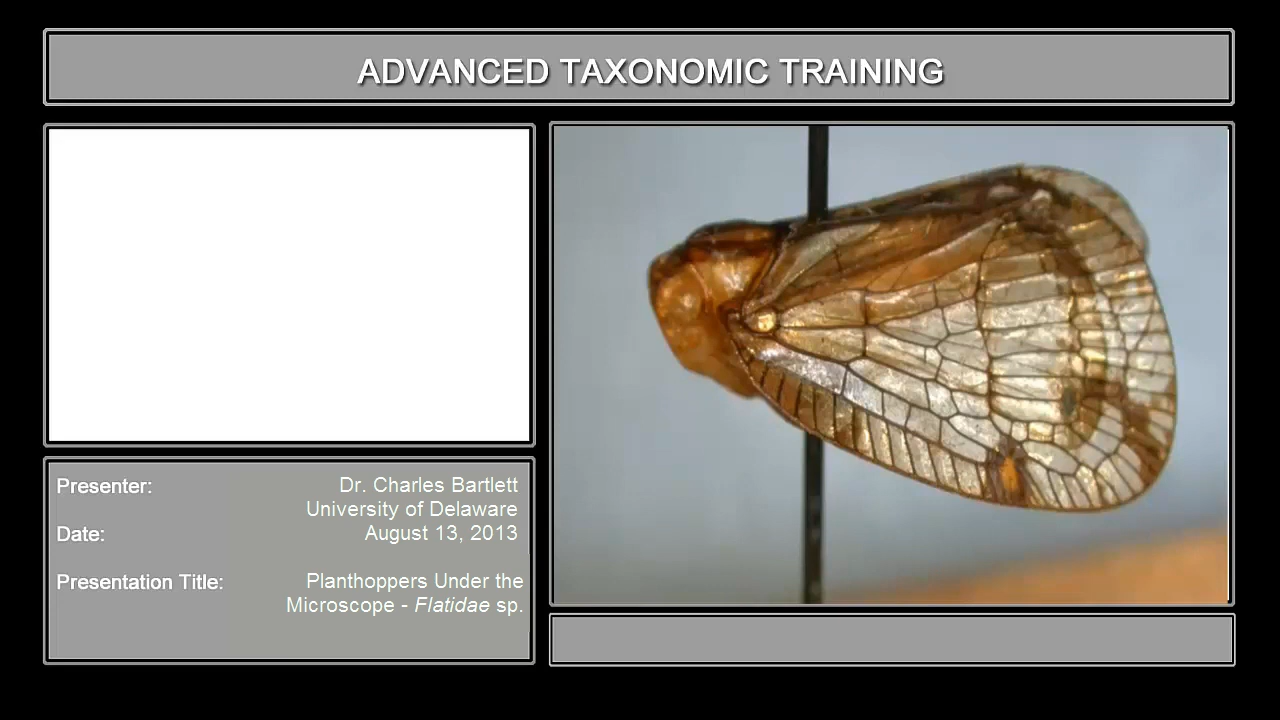 ADVANCED TAXONOMIC TRAINING
Presenter: Dr. Charles Bartlett
University of Delaware
Date: August 13, 2013
Presentation Title: Planthoppers Under the
Microscope - Flatidae sp.